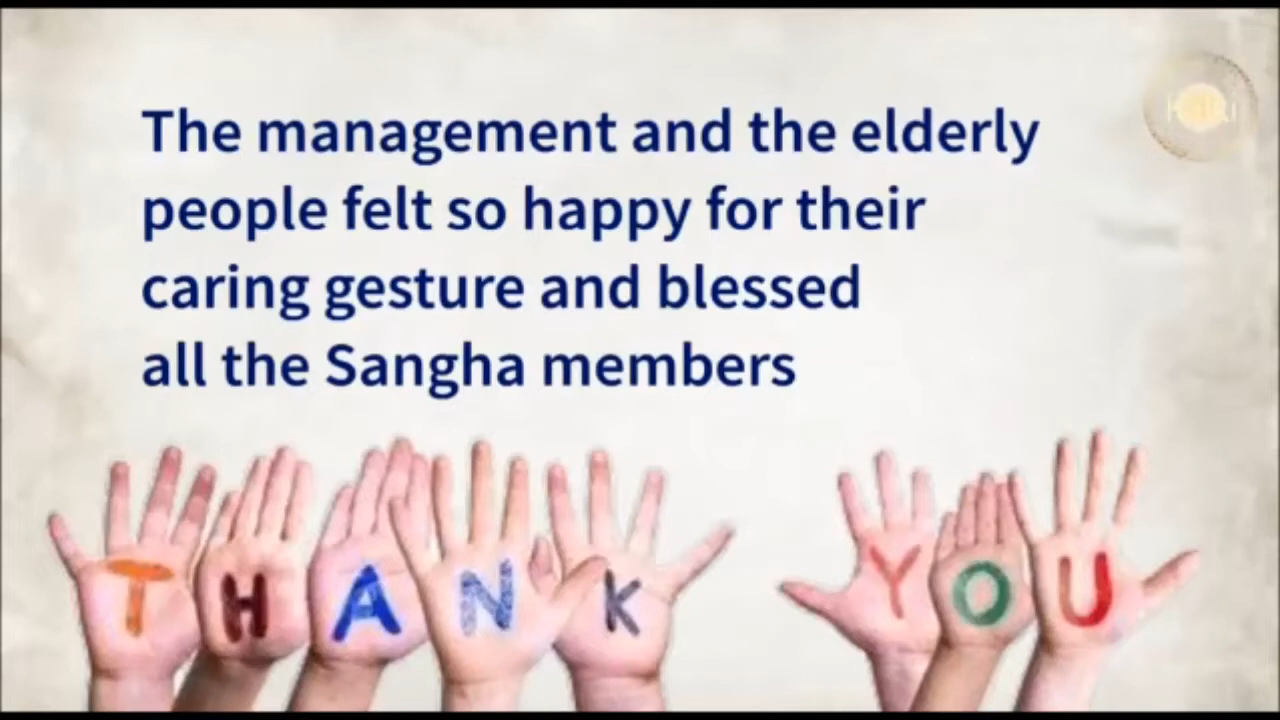 The management and the elderly
people felt so happy for their
caring gesture and blessed
all the Sangha members
THANK YOU